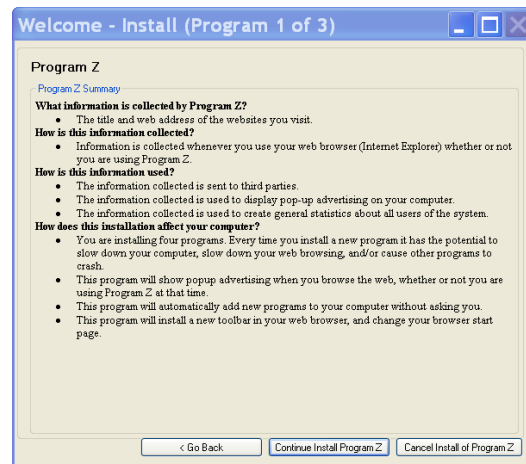 Welcome - Install (Program 1 of 3)
Program Z
Program Z Summary
What information is collected by Program Z?
• The title and web address of the websites you visit.
How is this information collected?
• Information is collected whenever you use your web browser (Internet Explorer) whether or not
you are using Program Z.
How is this information used?
• The information collected is sent to third parties.
• The information collected is used to display pop-up advertising on your computer.
• The information collected is used to create general statistics about all users of the system.
How does this installation affect your computer?
• You are installing four programs. Every time you install a new program it has the potential to
slow down your computer, slow down your web browsing, and/or cause other programs to
crash.
• This program will show popup advertising when you browse the web, whether or not you are
using Program Z at that time.
• This program will automatically add new programs to your computer without asking you.
• This program will install a new toolbar in your web browser, and change your browser start
page.
< Go Back
Continue Install Program Z
Cancel Install of Program Z